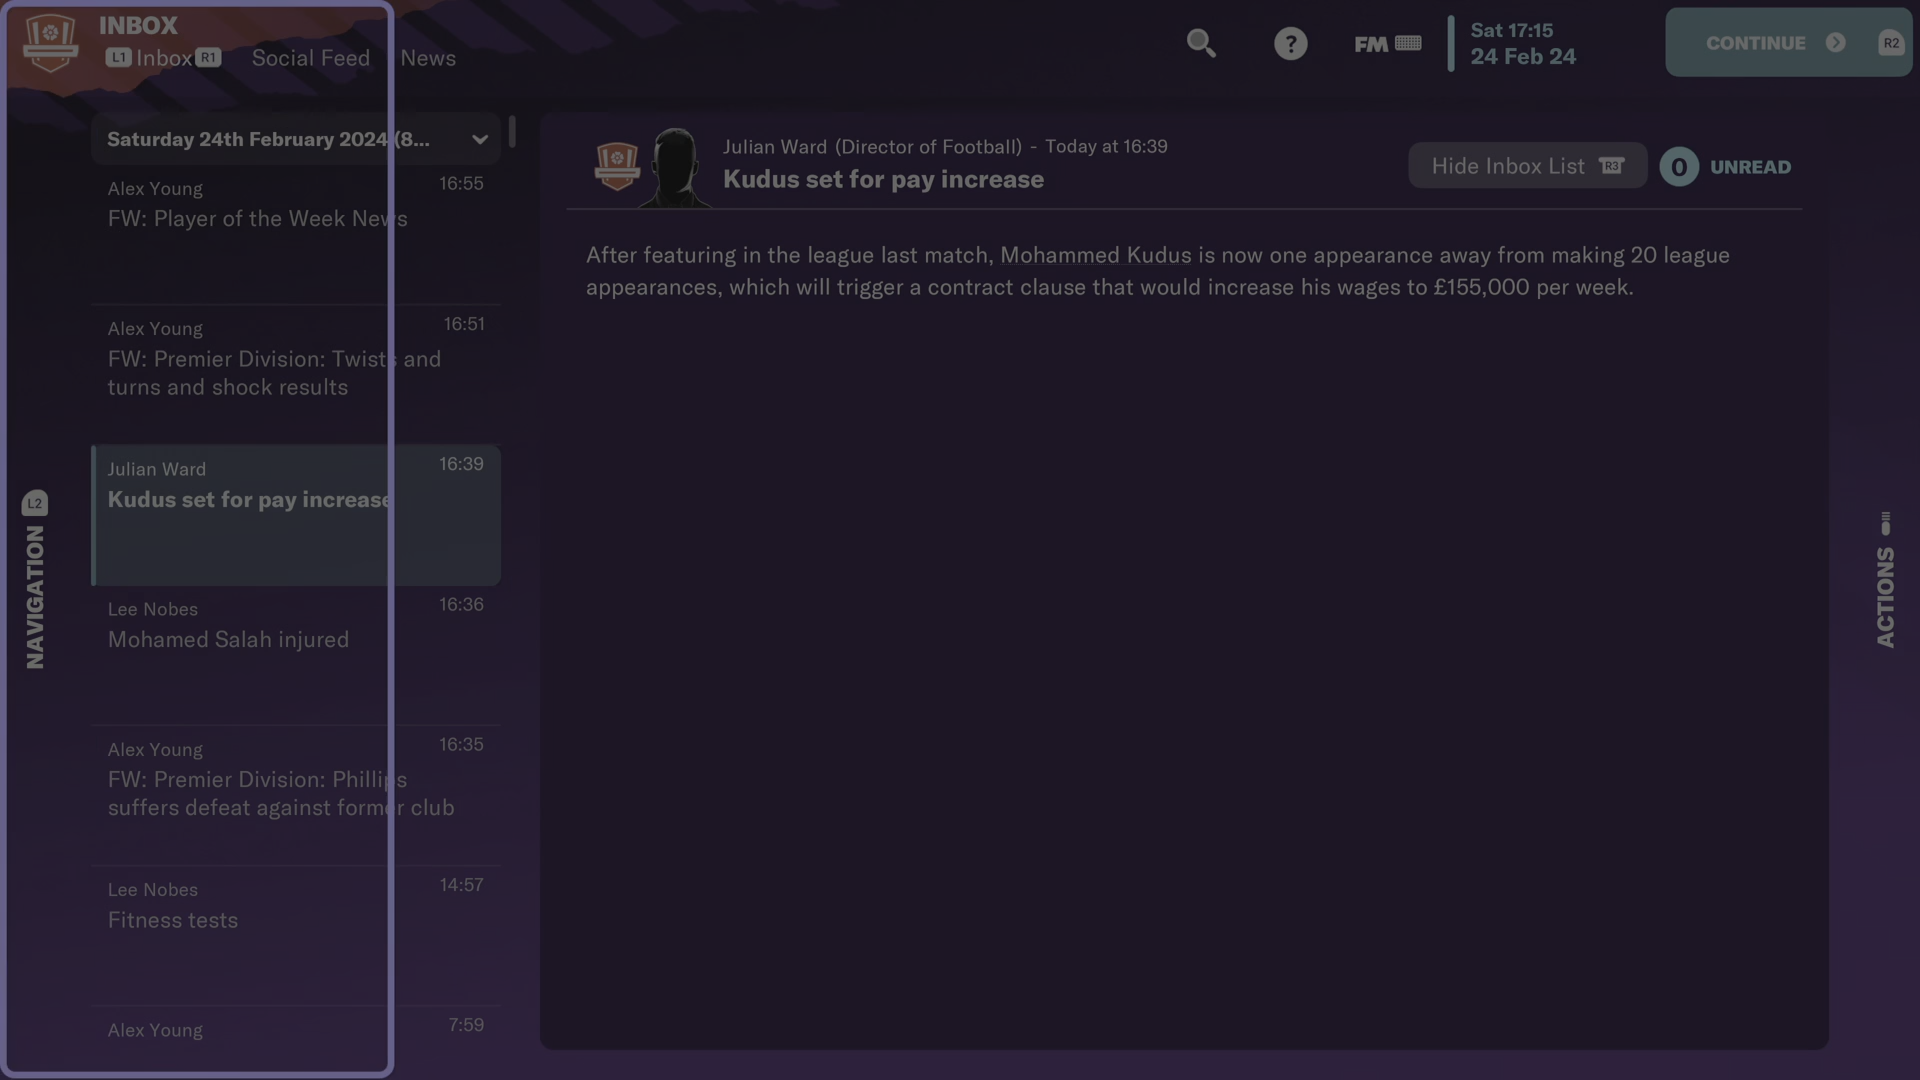 INBOX
L1 Inbox R1 Social Feed News
FM
Sat 17:15
24 Feb 24
CONTINUE R2
Saturday 24th February 2024 (8...
Alex Young 16:55
FW: Player of the Week News
Alex Young 16:51
FW: Premier Division: Twists and
turns and shock results
Julian Ward 16:39
Kudus set for pay increase
Lee Nobes 16:36
Mohamed Salah injured
Alex Young 16:35
FW: Premier Division: Phillips
suffers defeat against former club
Lee Nobes 14:57
Fitness tests
Alex Young 7:59
L2
NAVIGATION
Julian Ward (Director of Football) - Today at 16:39
Kudus set for pay increase
Hide Inbox List R3
0 UNREAD
After featuring in the league last match, Mohammed Kudus is now one appearance away from making 20 league
appearances, which will trigger a contract clause that would increase his wages to £155,000 per week.
ACTIONS